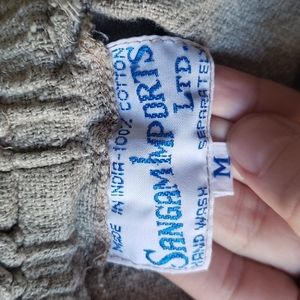 MADE IN INDIA-100% COTTON
SANGAM IMPORTS
LTD.
HAND WASH SEPARATELY
M